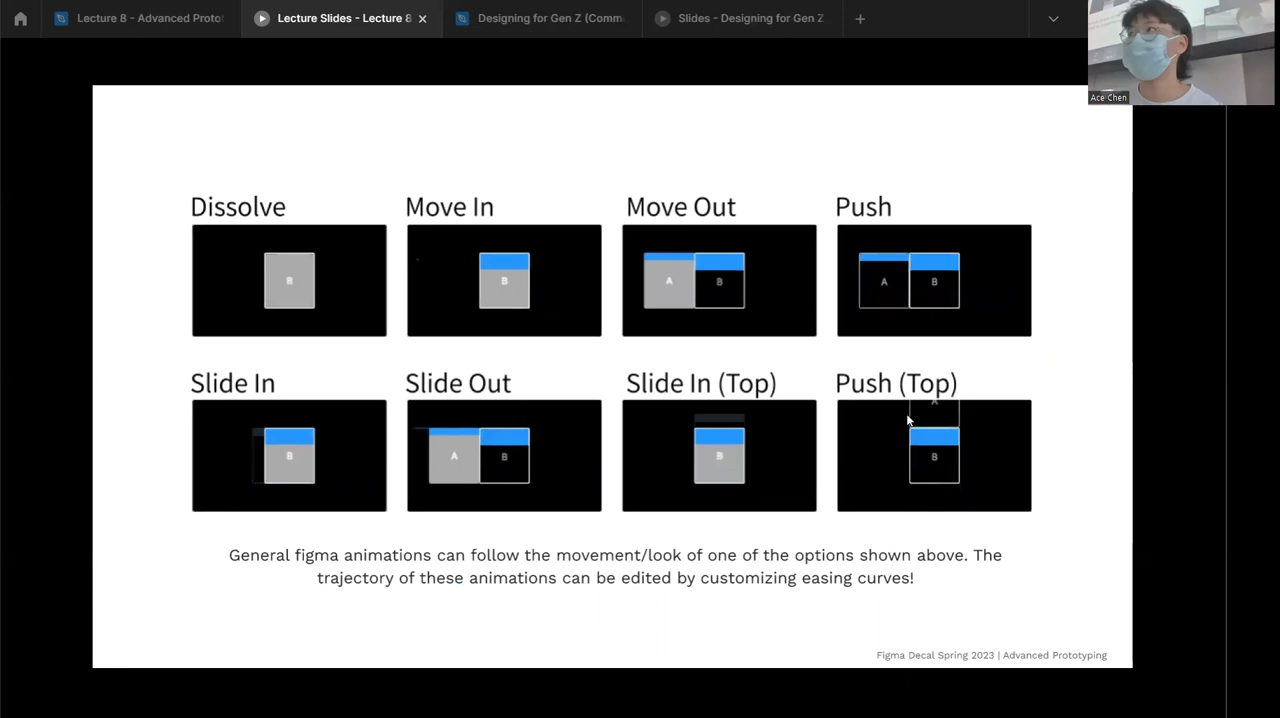 Lecture 8 - Advanced Proto
Lecture Slides - Lecture 8
Designing for Gen Z (Comm
Slides - Designing for Gen Z
Ace Chen
Dissolve
Move In
Move Out
Push
B
B
A
B
A
B
Slide In
Slide Out
Slide In (Top)
Push (Top)
B
A
B
B
A
B
General figma animations can follow the movement/look of one of the options shown above. The
trajectory of these animations can be edited by customizing easing curves!
Figma Decal Spring 2023 | Advanced Prototyping